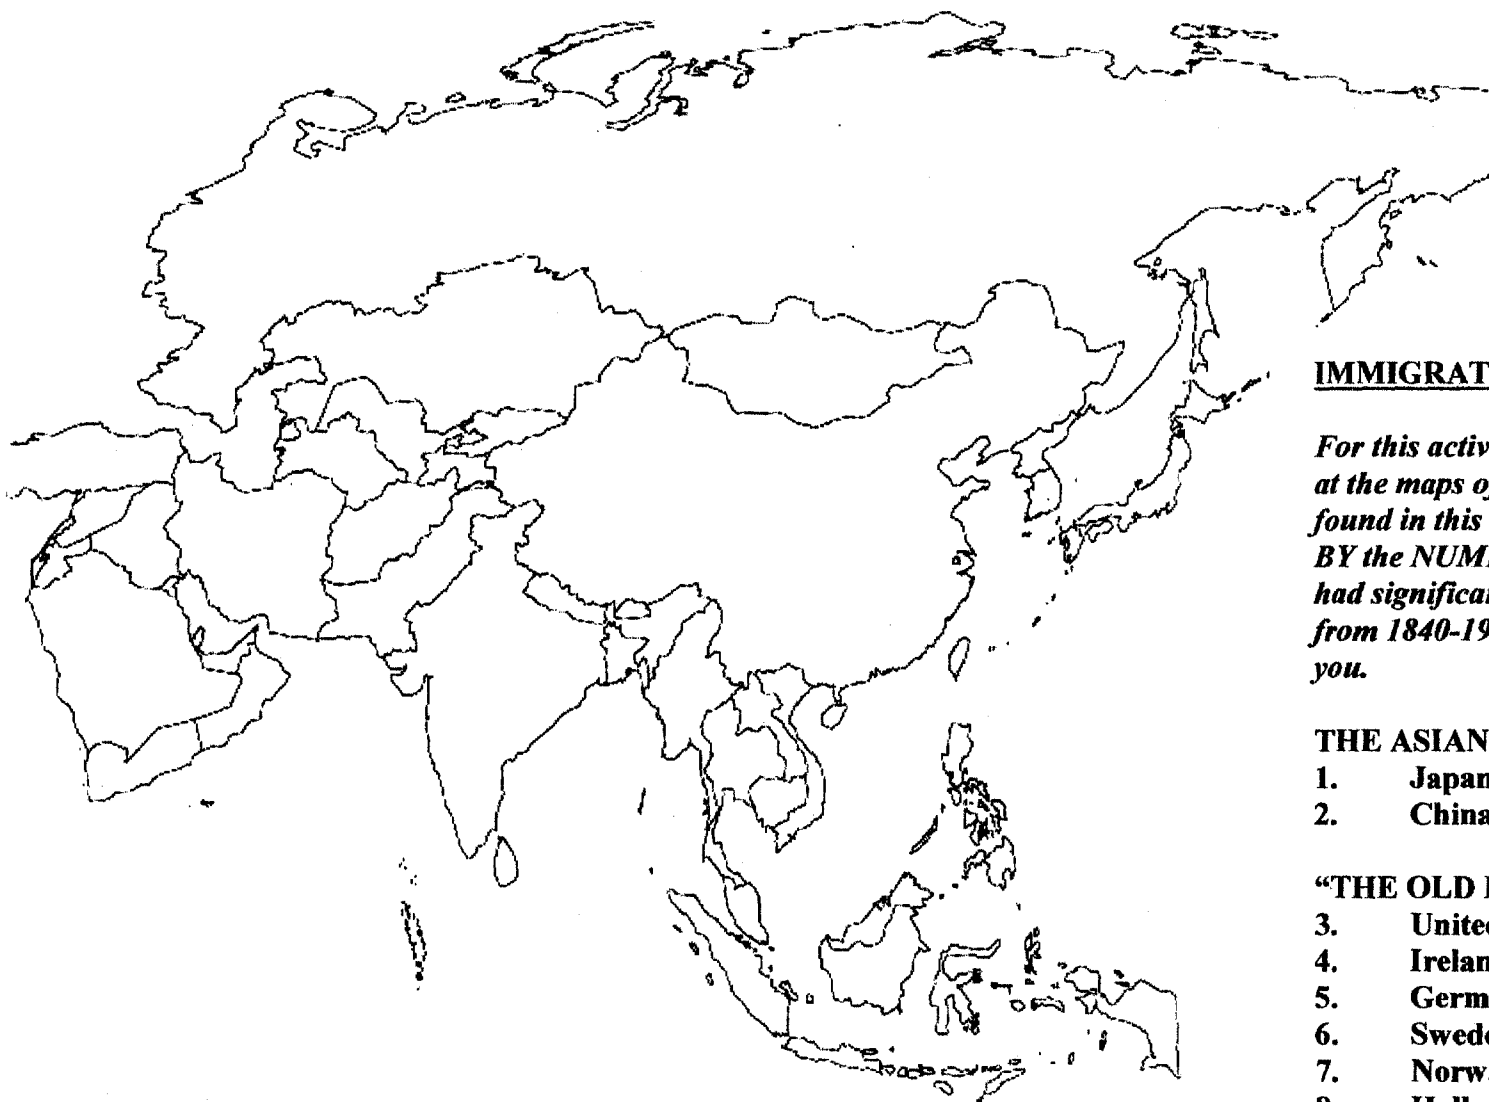 IMMIGRAT
For this activ
at the maps o
found in this
BY the NUM
had significa
from 1840-19
you.
THE ASIAN
1. Japan
2. China
“THE OLD
3. Unite
4. Irelan
5. Germ
6. Swede
7. Norw